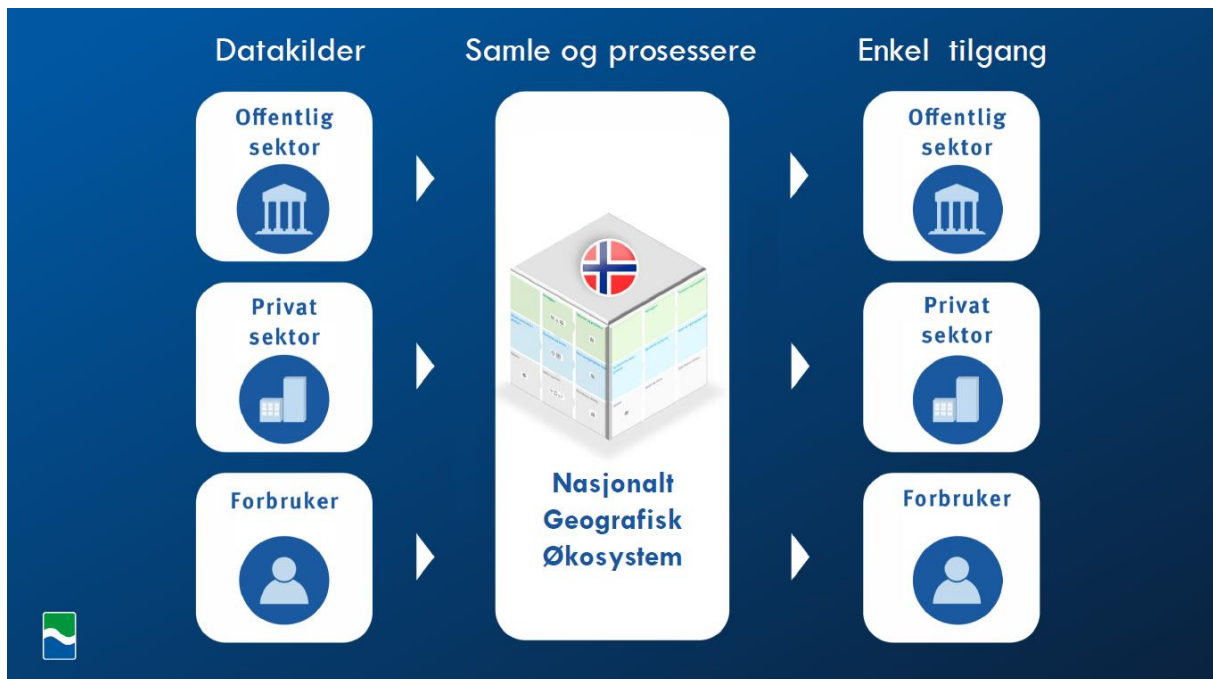 Datakilder
Samle og prosessere
Enkel tilgang
Offentlig
sektor
Privat
sektor
Forbruker
Nasjonalt
Geografisk
Økosystem
Offentlig
sektor
Privat
sektor
Forbruker